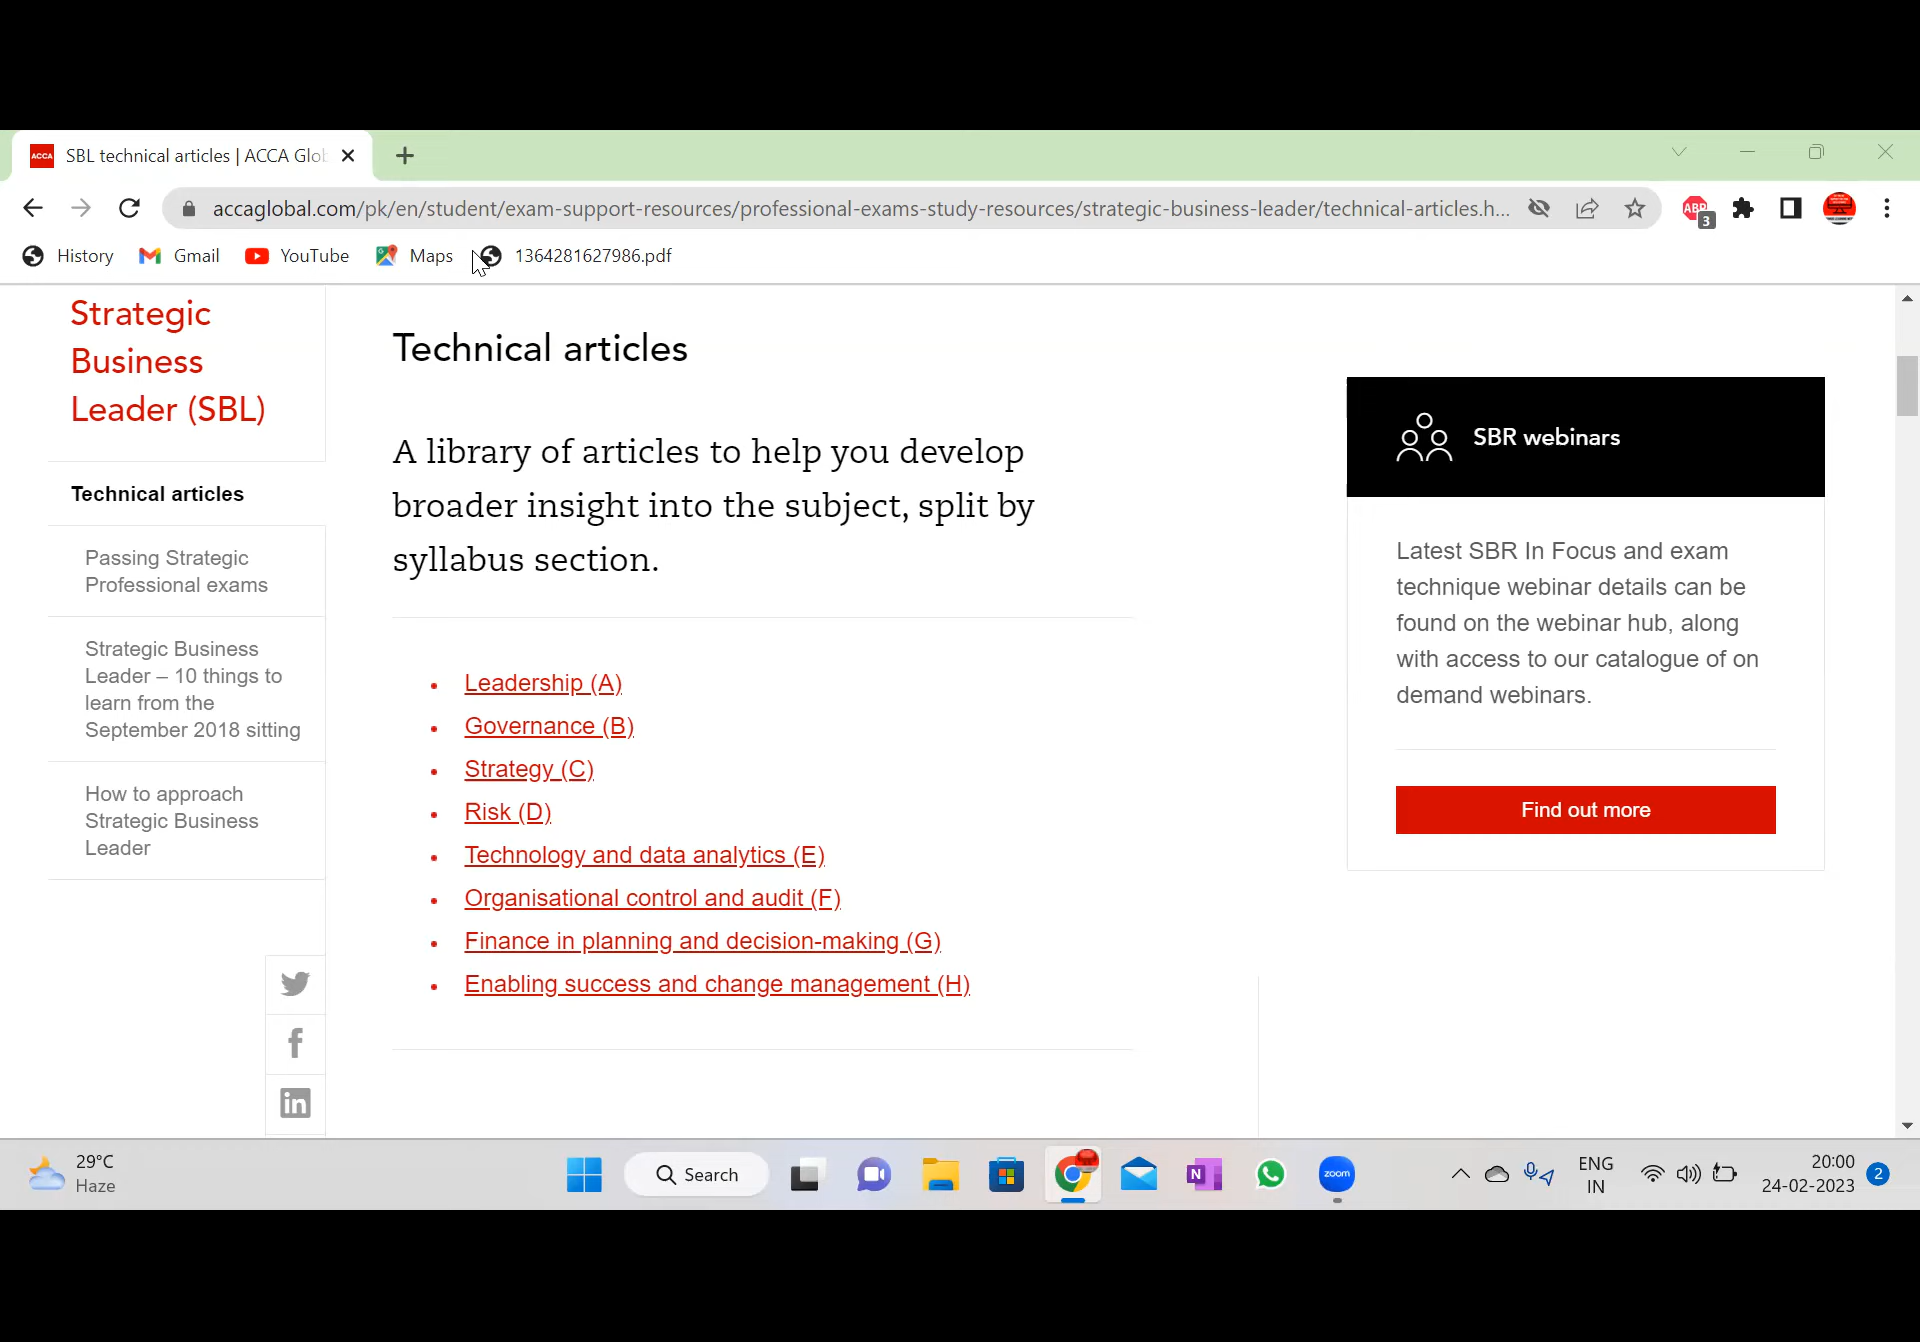 ACCA SBL technical articles | ACCA Glob
accaglobal.com/pk/en/student/exam-support-resources/professional-exams-study-resources/strategic-business-leader/technical-articles.h...
ABP 3
History Gmail YouTube Maps 1364281627986.pdf
Strategic
Business
Leader (SBL)
Technical articles
Passing Strategic
Professional exams
Strategic Business
Leader – 10 things to
learn from the
September 2018 sitting
How to approach
Strategic Business
Leader
Technical articles
A library of articles to help you develop
broader insight into the subject, split by
syllabus section.
Leadership (A)
Governance (B)
Strategy (C)
Risk (D)
Technology and data analytics (E)
Organisational control and audit (F)
Finance in planning and decision-making (G)
Enabling success and change management (H)
SBR webinars
Latest SBR In Focus and exam
technique webinar details can be
found on the webinar hub, along
with access to our catalogue of on
demand webinars.
Find out more
29°C
Haze
Search
zoom
ENG
IN
20:00
24-02-2023
2